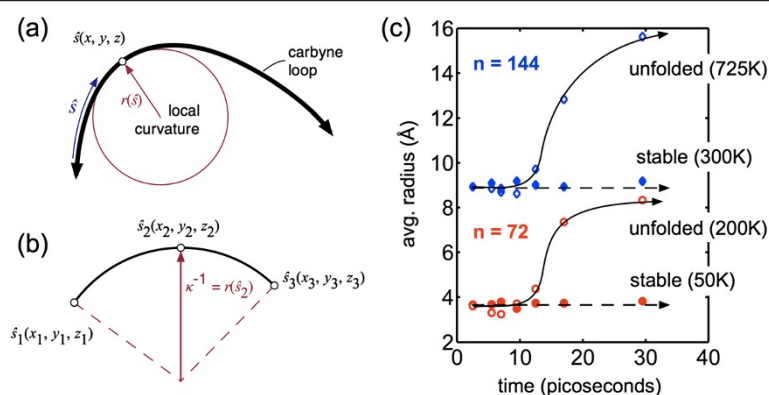 (a)
ŝ(x, y, z)
carbyne
loop
ŝ
r(ŝ)
local
curvature
(b)
ŝ₂(x₂, y₂, z₂)
κ⁻¹ = r(ŝ₂)
ŝ₃(x₃, y₃, z₃)
ŝ₁(x₁, y₁, z₁)
(c)
16
14
12
10
8
6
4
2
avg. radius (Å)
n = 144
unfolded (725K)
stable (300K)
n = 72
unfolded (200K)
stable (50K)
0 10 20 30 40
time (picoseconds)